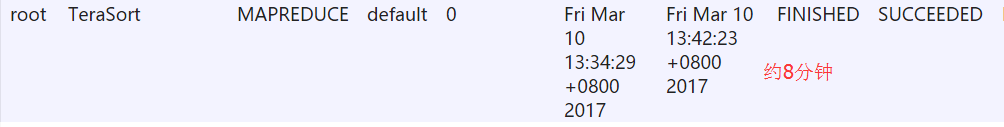 root TeraSort MAPREDUCE default 0 Fri Mar 10 13:34:29 +0800 2017 Fri Mar 10 13:42:23 +0800 2017 FINISHED SUCCEEDED
约8分钟